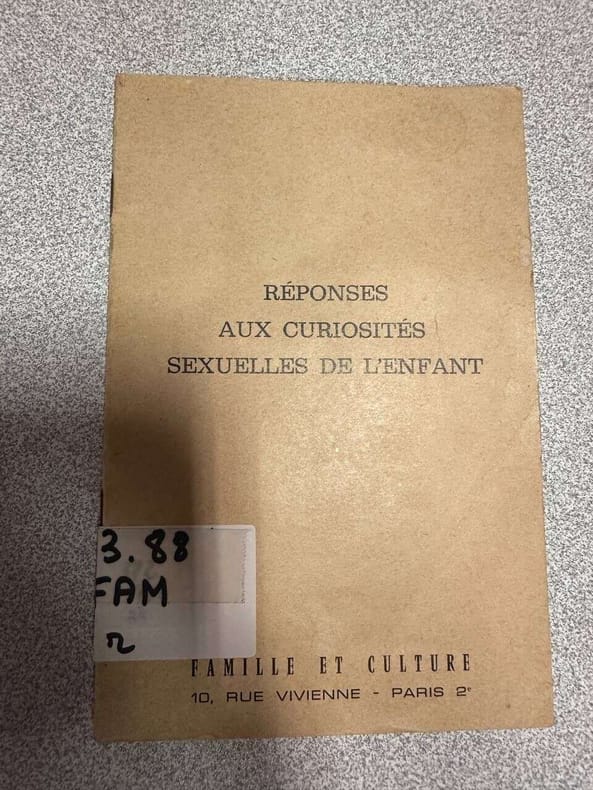 RÉPONSES
AUX CURIOSITÉS
SEXUELLES DE L'ENFANT
3.88
FAM
r
FAMILLE ET CULTURE
10, RUE VIVIENNE - PARIS 2e